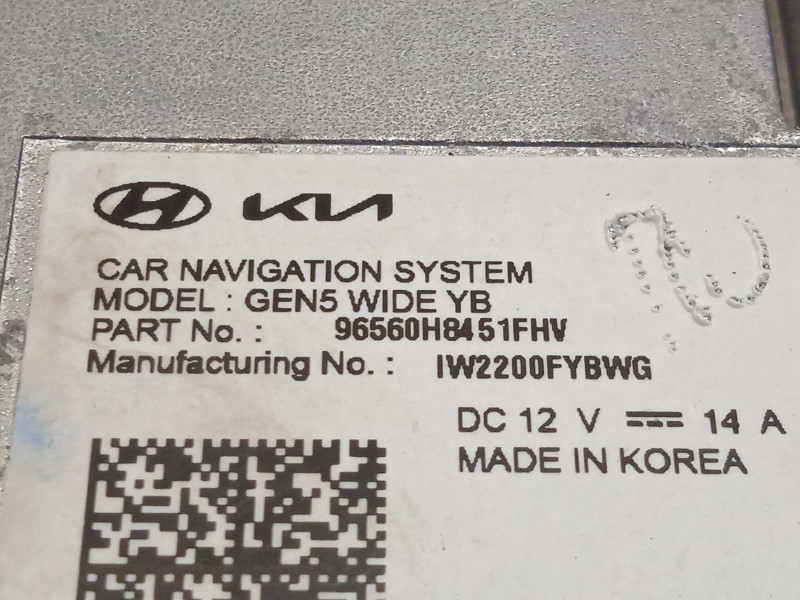 KIA
CAR NAVIGATION SYSTEM
MODEL : GEN5 WIDE YB
PART No. : 96560H8451FHV
Manufacturing No. : IW2200FYBWG
DC 12 V ⎓ 14 A
MADE IN KOREA